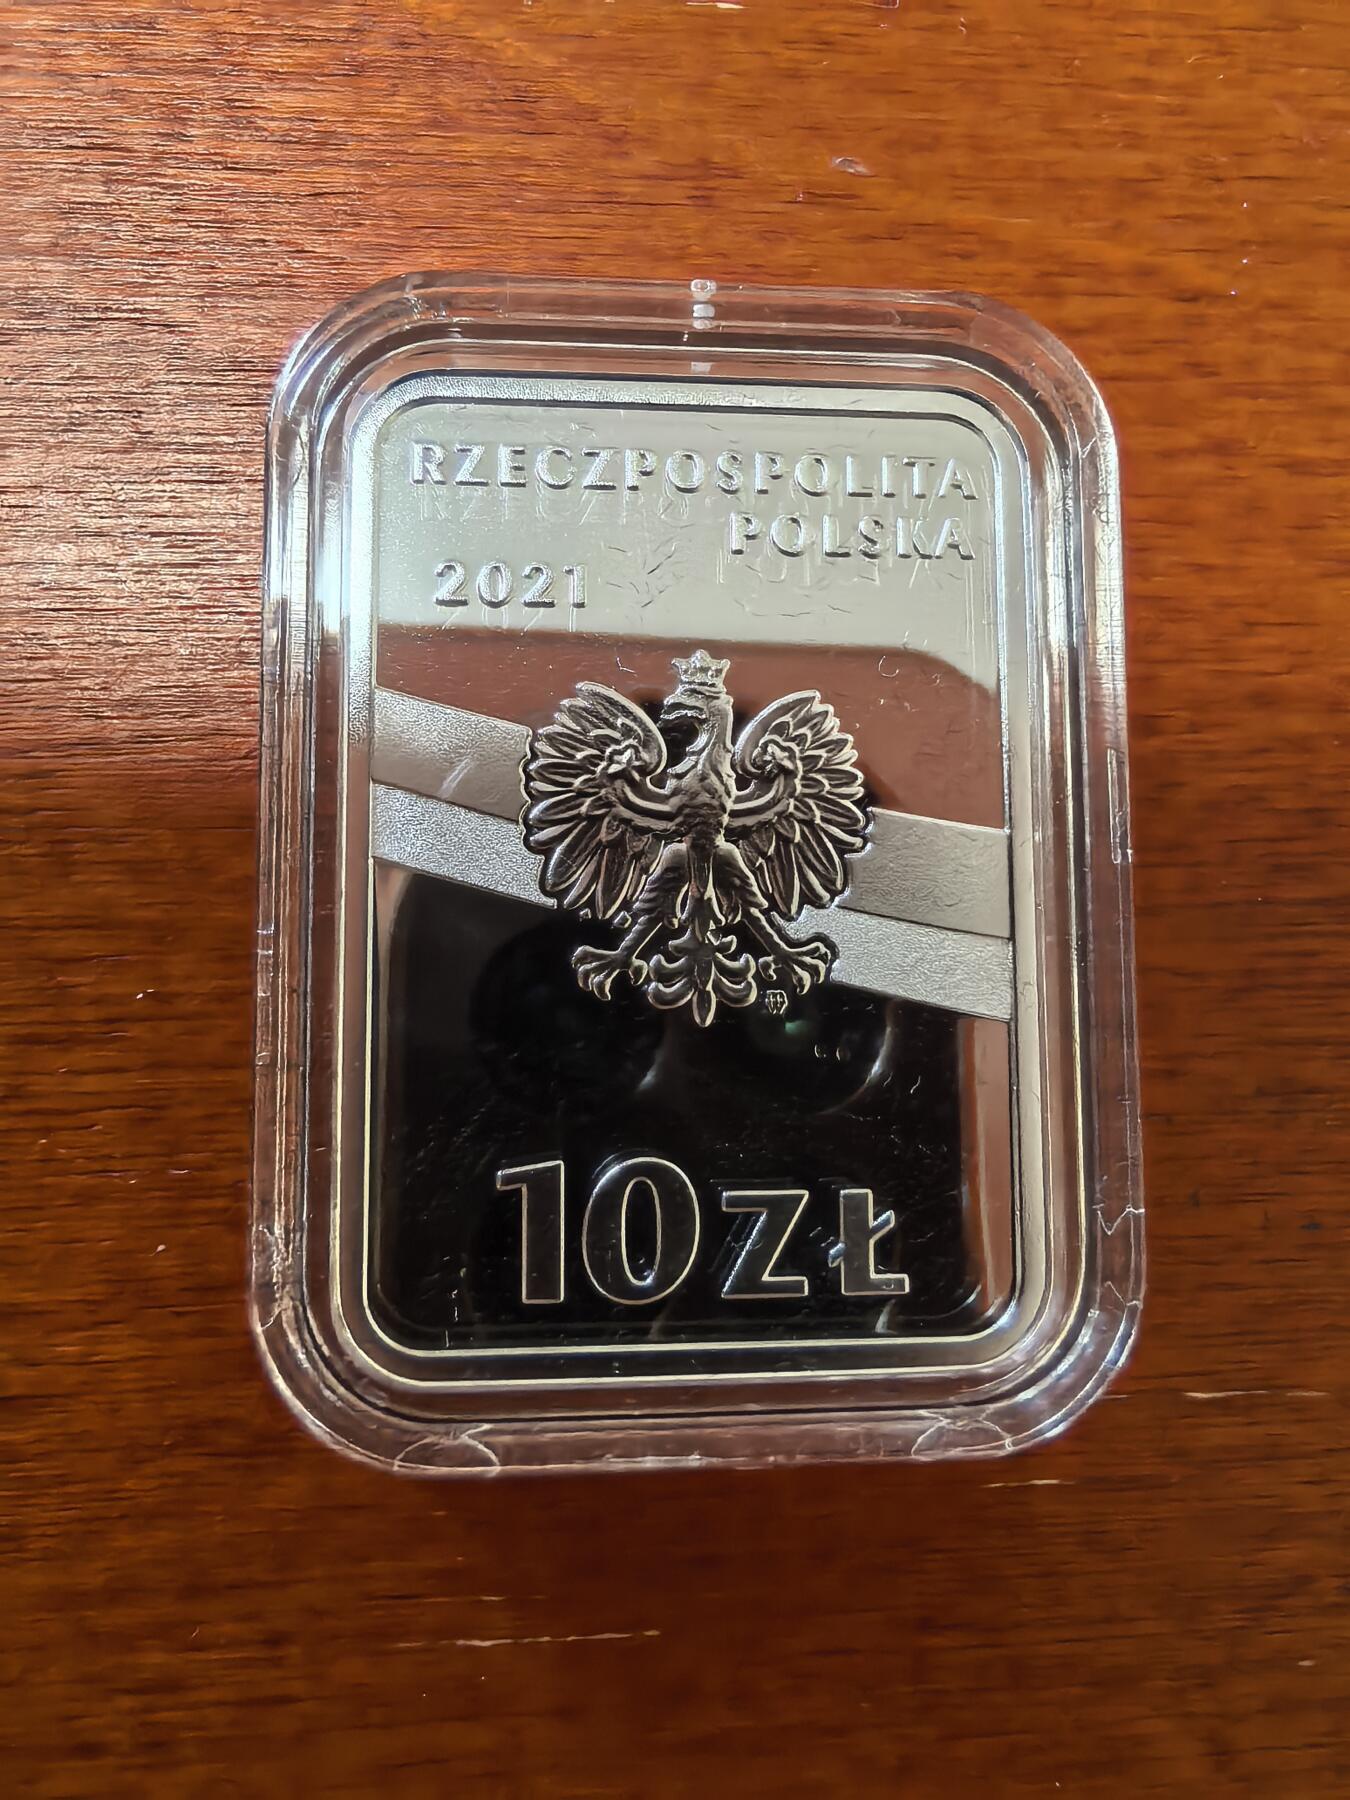 RZECZPOSPOLITA
POLSKA
2021
10 ZŁ